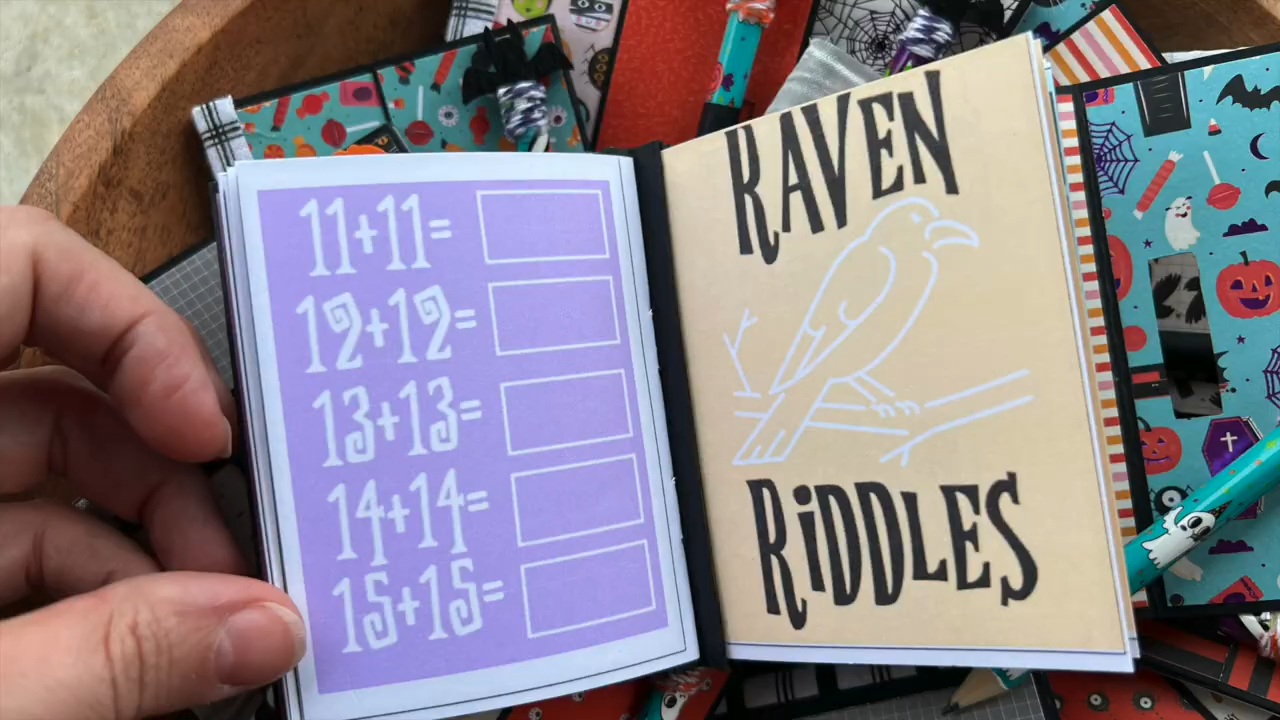 11+11=
12+12=
13+13=
14+14=
15+15=
RAVEN
RiDDLES